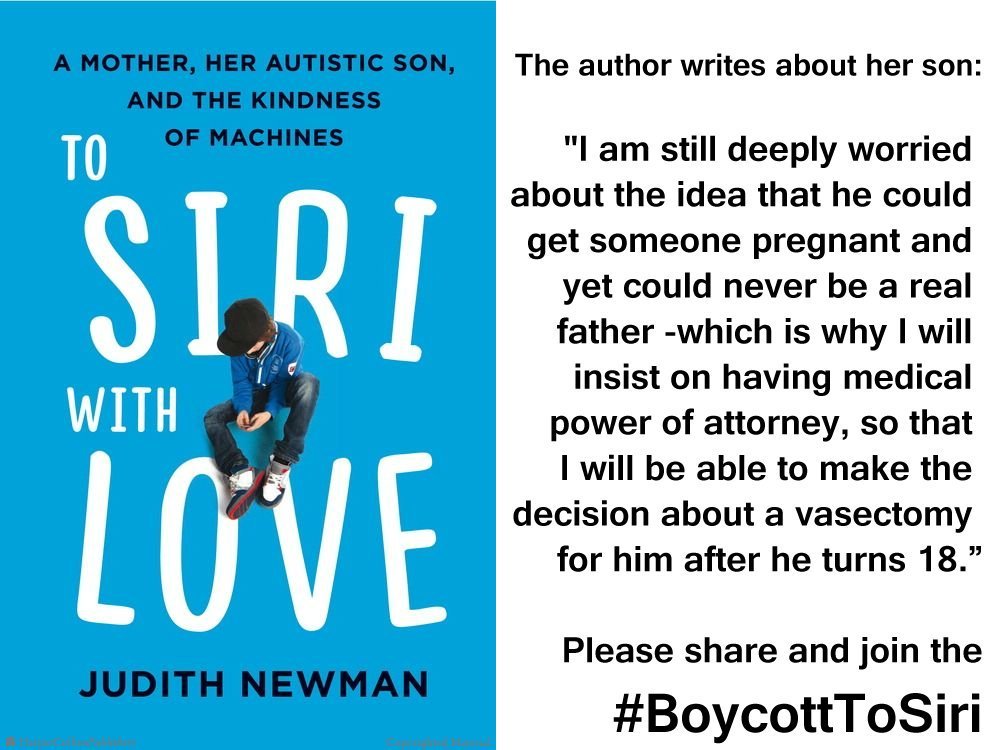 A MOTHER, HER AUTISTIC SON,
AND THE KINDNESS
OF MACHINES
TO
SIRI
WITH
LOVE
JUDITH NEWMAN
The author writes about her son:
"I am still deeply worried
about the idea that he could
get someone pregnant and
yet could never be a real
father -which is why I will
insist on having medical
power of attorney, so that
I will be able to make the
decision about a vasectomy
for him after he turns 18.”
Please share and join the
#BoycottToSiri